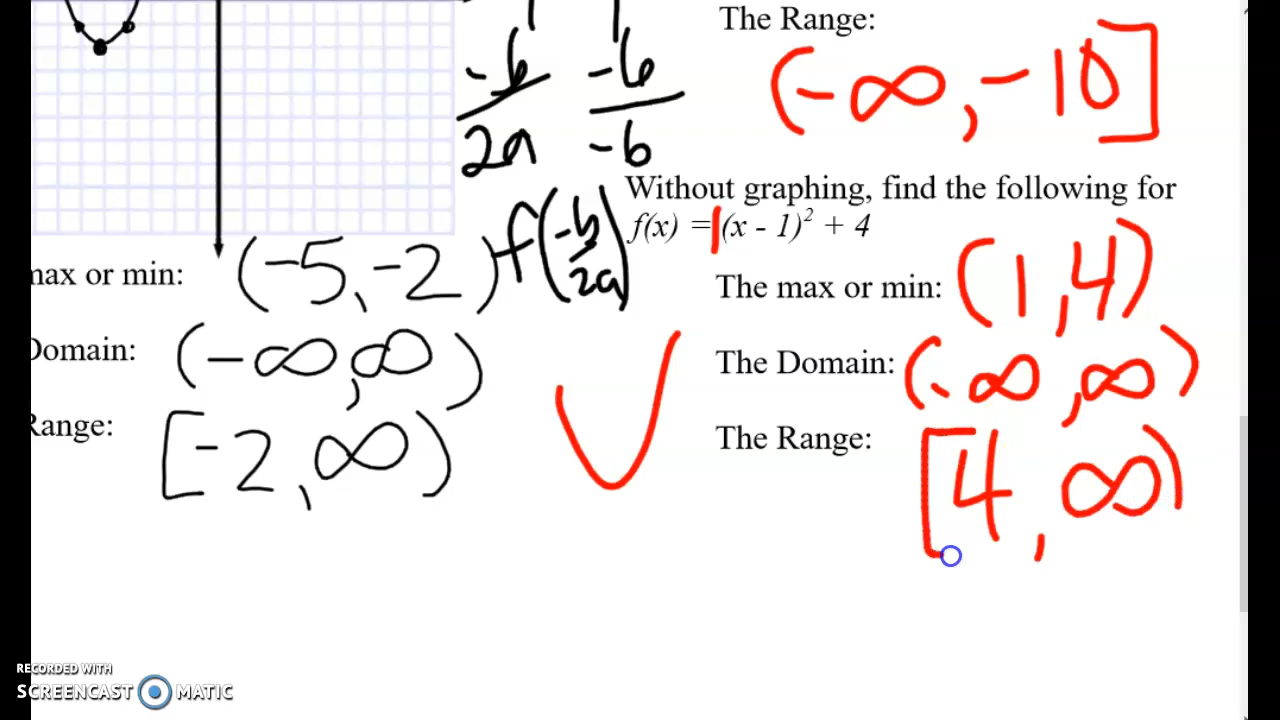 -b -6
2a -6
f(-b/2a)
max or min: (-5, -2)
Domain: (-∞, ∞)
Range: [-2, ∞)
The Range:
(-∞, -10]
Without graphing, find the following for
f(x) = 1(x - 1)² + 4
The max or min: (1, 4)
The Domain: (-∞, ∞)
The Range: [4, ∞)
RECORDED WITH
SCREENCAST MATIC